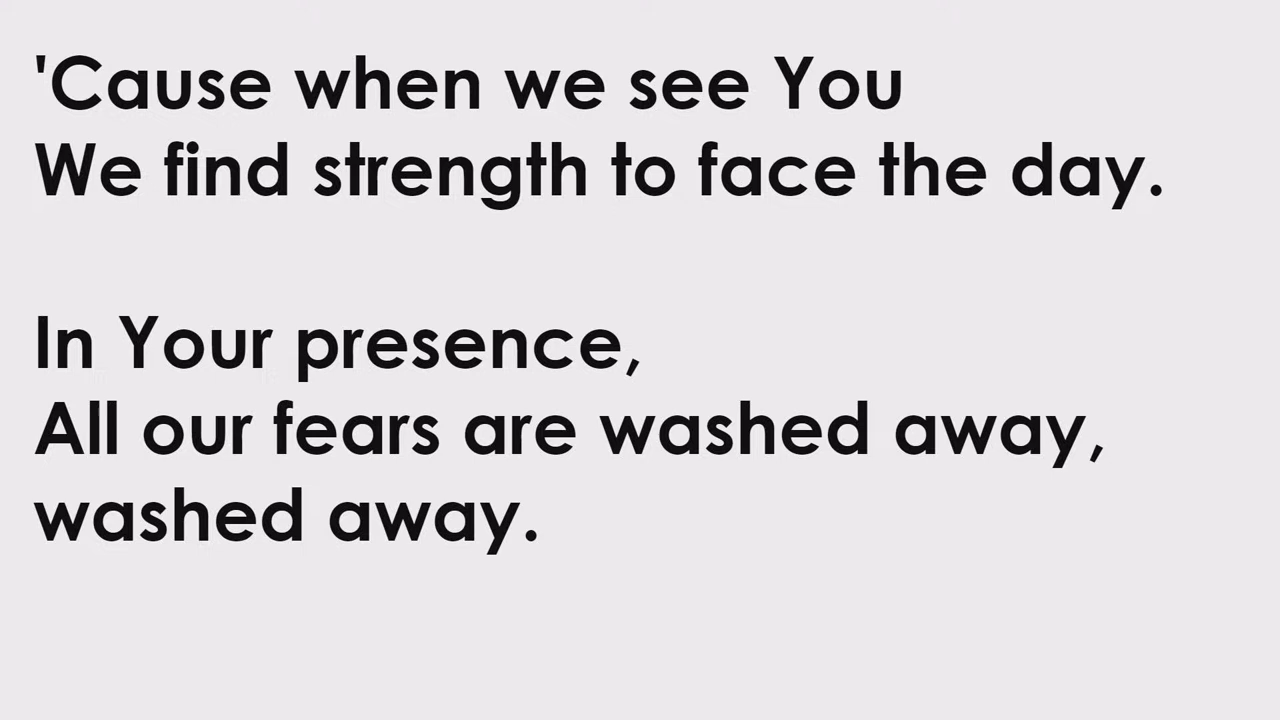 'Cause when we see You
We find strength to face the day.
In Your presence,
All our fears are washed away,
washed away.